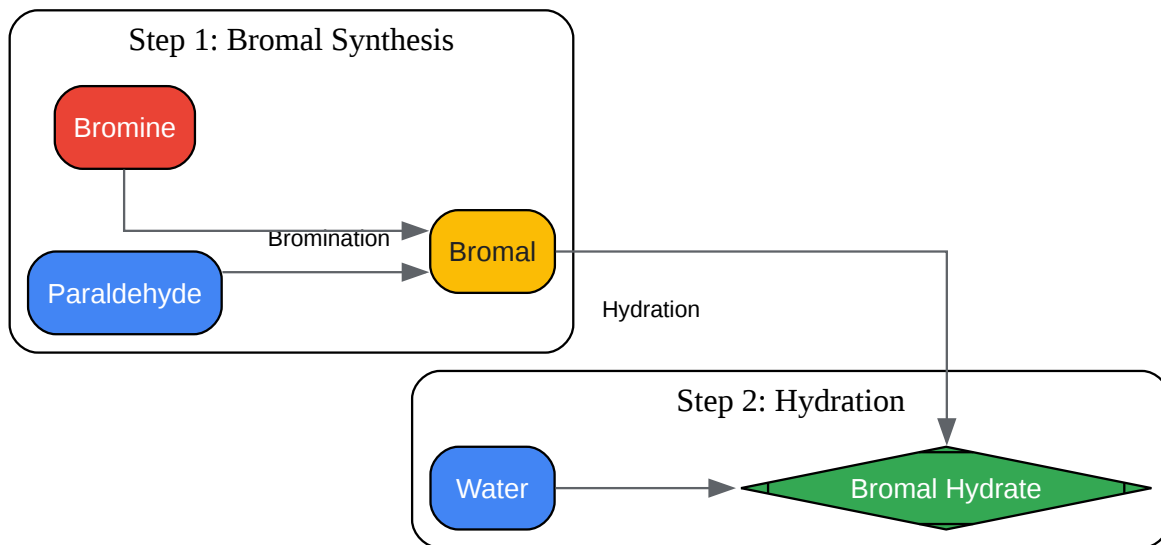 Step 1: Bromal Synthesis
Bromine
Bromination
Bromal
Paraldehyde
Hydration
Step 2: Hydration
Water
Bromal Hydrate